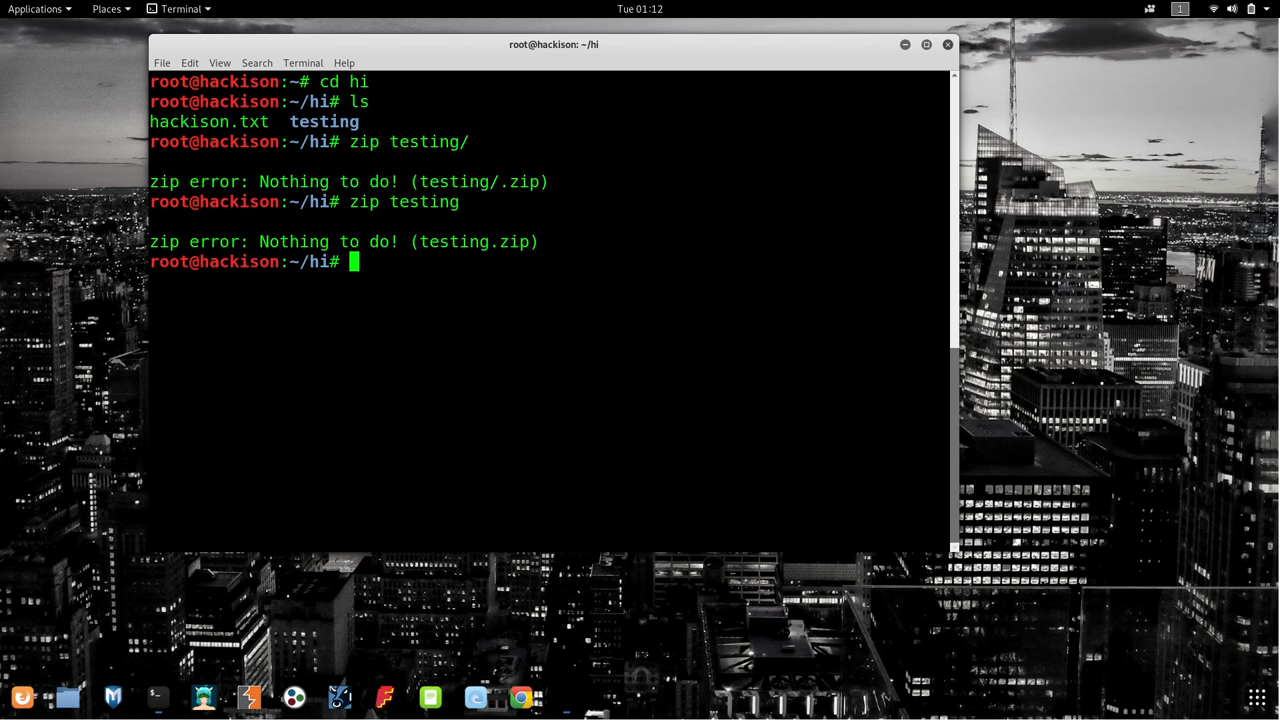 Applications Places Terminal Tue 01:12 1
root@hackison: ~/hi
File Edit View Search Terminal Help
root@hackison:~# cd hi
root@hackison:~/hi# ls
hackison.txt  testing
root@hackison:~/hi# zip testing/
zip error: Nothing to do! (testing/.zip)
root@hackison:~/hi# zip testing
zip error: Nothing to do! (testing.zip)
root@hackison:~/hi#